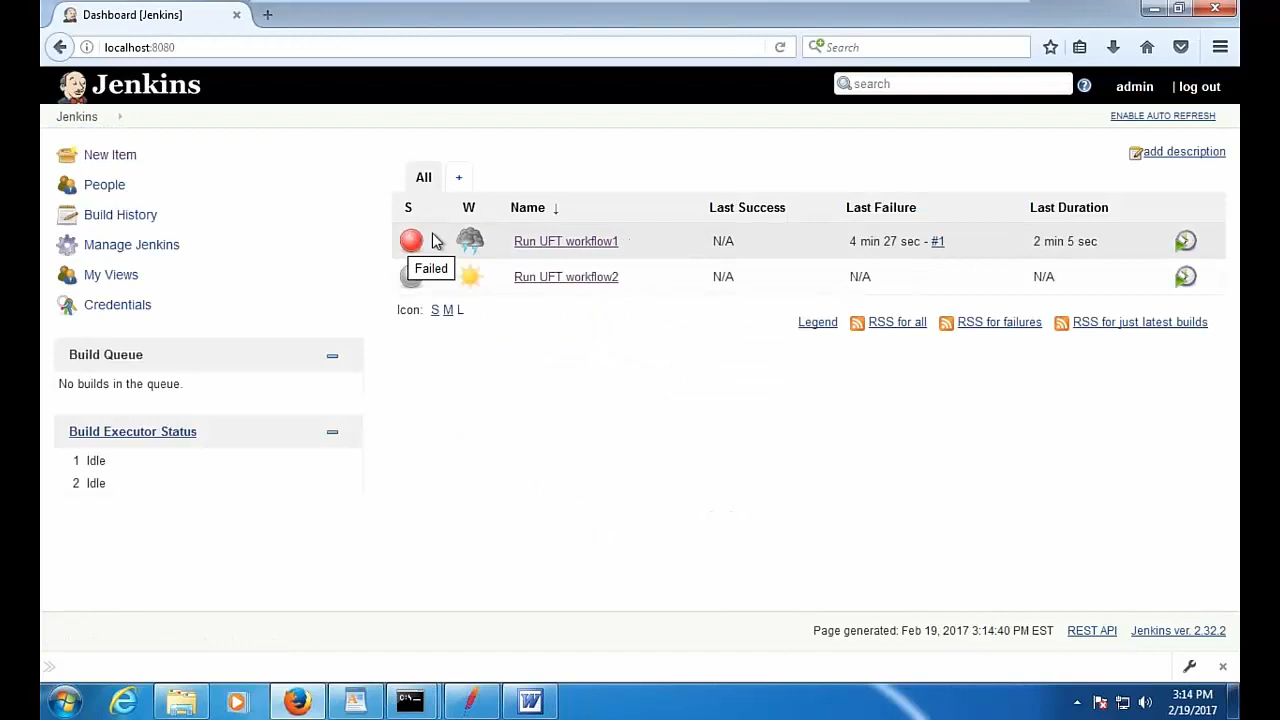 Dashboard [Jenkins]
localhost:8080
Search
Jenkins
search
admin
| log out
Jenkins
ENABLE AUTO REFRESH
New Item
People
Build History
Manage Jenkins
My Views
Credentials
add description
All +
S W Name ↓ Last Success Last Failure Last Duration
Run UFT workflow1 N/A 4 min 27 sec - #1 2 min 5 sec
Failed
Run UFT workflow2 N/A N/A N/A
Icon: S M L
Legend RSS for all RSS for failures RSS for just latest builds
Build Queue
No builds in the queue.
Build Executor Status
1 Idle
2 Idle
Page generated: Feb 19, 2017 3:14:40 PM EST REST API Jenkins ver. 2.32.2
3:14 PM
2/19/2017